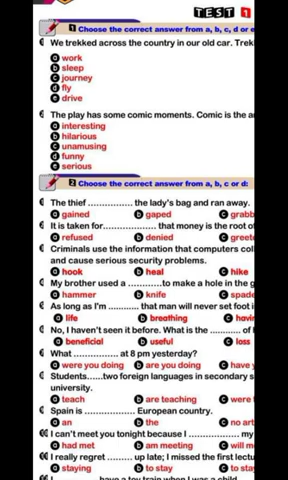 TEST 1
1 Choose the correct answer from a, b, c, d or e
We trekked across the country in our old car. Trek
a work
b sleep
c journey
d fly
e drive
The play has some comic moments. Comic is the
a interesting
b hilarious
c unamusing
d funny
e serious
2 Choose the correct answer from a, b, c or d:
The thief ................ the lady's bag and ran away.
a gained b gaped c grabb
It is taken for.................. that money is the root o
a refused b denied c greet
Criminals use the information that computers col
and cause serious security problems.
a hook b heal c hike
My brother used a ............to make a hole in the g
a hammer b knife c spade
As long as I'm ............ that man will never set foot i
a life b breathing c havin
No, I haven't seen it before. What is the ............ of
a beneficial b useful c loss
What ................ at 8 pm yesterday?
a were you doing b are you doing c have y
Students......two foreign languages in secondary s
university.
a teach b are teaching c were
Spain is .................. European country.
a an b the c no art
I can't meet you tonight because I .................. my
a had met b am meeting c will m
I really regret .......... up late; I missed the first lectu
a staying b to stay c to sta
I ............ have a toy train when I was a child